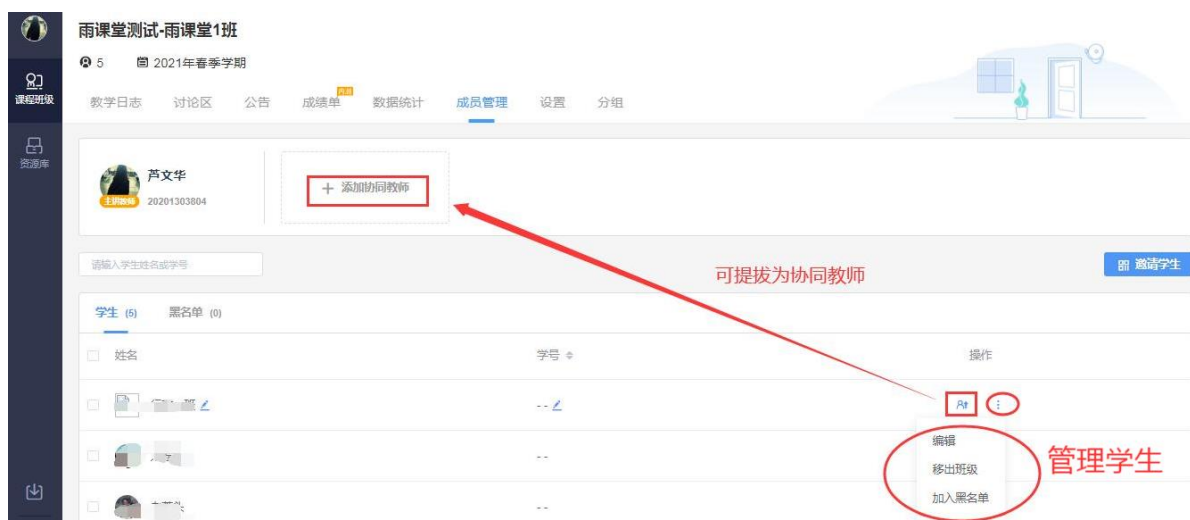 雨课堂测试-雨课堂1班
5 2021年春季学期
课程班级
教学日志 讨论区 公告 成绩单 数据统计 成员管理 设置 分组
资源库
芦文华
主讲教师 20201303804
+ 添加协同教师
请输入学生姓名或学号
可提拔为协同教师
邀请学生
学生 (5) 黑名单 (0)
姓名 学号 操作
--
编辑
--
移出班级
管理学生
加入黑名单
--